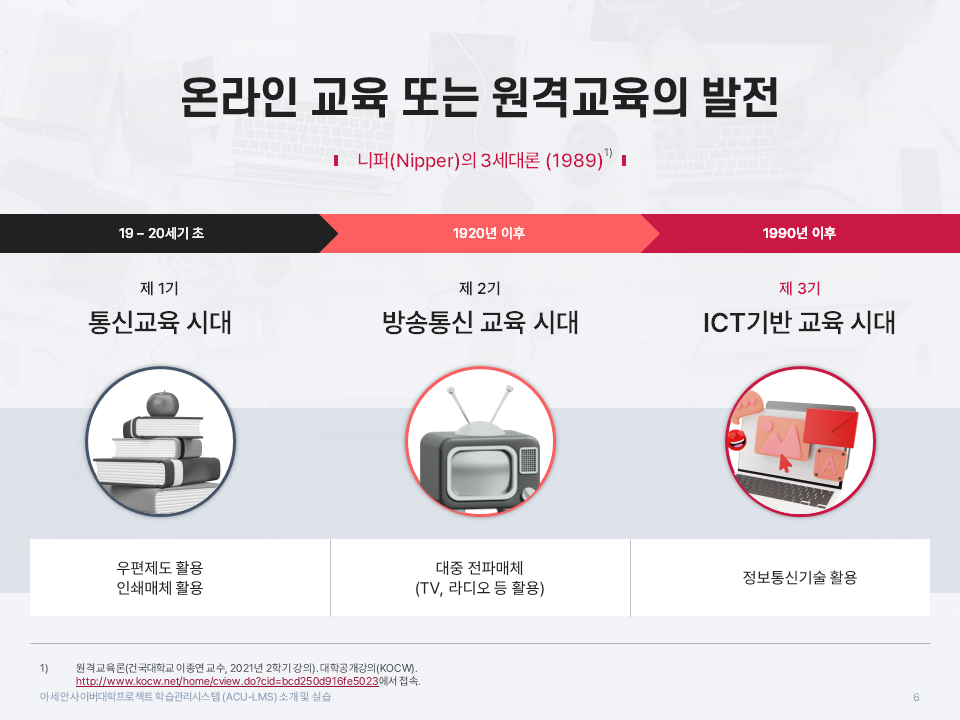 온라인 교육 또는 원격교육의 발전
니퍼(Nipper)의 3세대론 (1989)1)
19 – 20세기 초
1920년 이후
1990년 이후
제 1기
통신교육 시대
제 2기
방송통신 교육 시대
제 3기
ICT기반 교육 시대
A
우편제도 활용
인쇄매체 활용
대중 전파매체
(TV, 라디오 등 활용)
정보통신기술 활용
1) 원격교육론(건국대학교 이종연 교수, 2021년 2학기 강의). 대학공개강의(KOCW).
http://www.kocw.net/home/cview.do?cid=bcd250d916fe5023에서 접속.
아세안사이버대학프로젝트 학습관리시스템 (ACU-LMS) 소개 및 실습
6